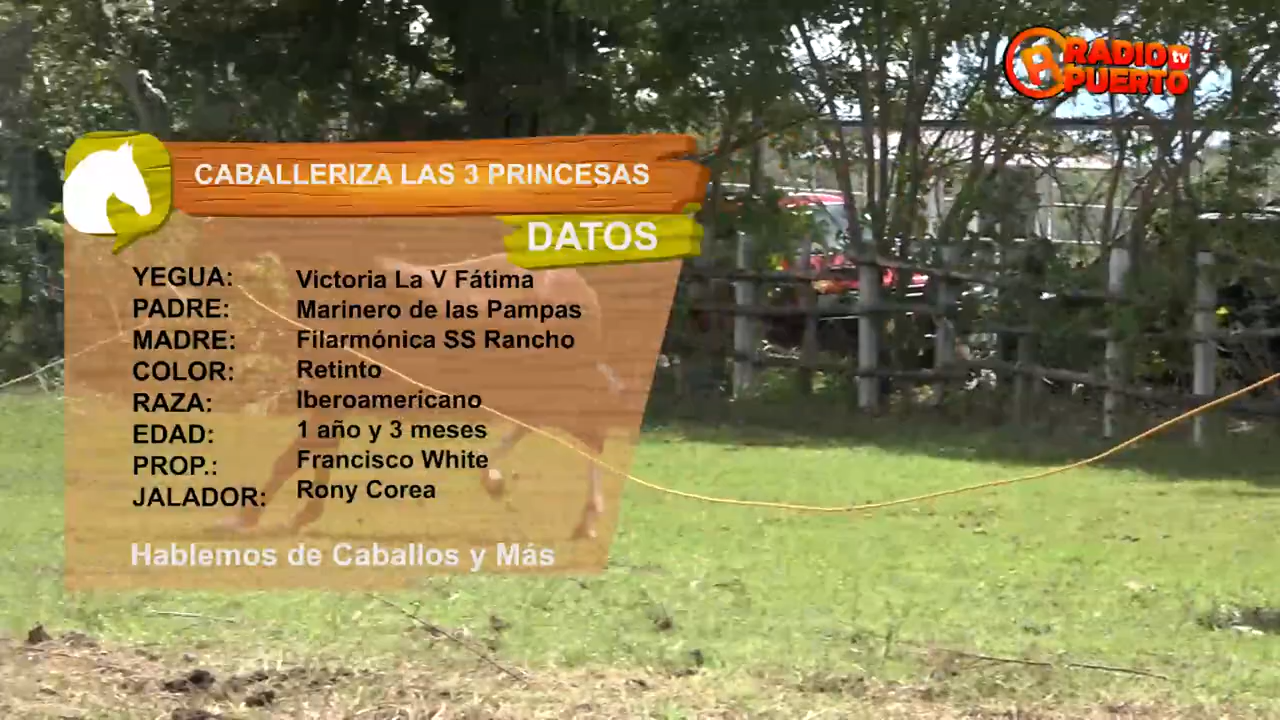 RADIO tv
PUERTO
CABALLERIZA LAS 3 PRINCESAS
DATOS
YEGUA: Victoria La V Fátima
PADRE: Marinero de las Pampas
MADRE: Filarmónica SS Rancho
COLOR: Retinto
RAZA: Iberoamericano
EDAD: 1 año y 3 meses
PROP.: Francisco White
JALADOR: Rony Corea
Hablemos de Caballos y Más